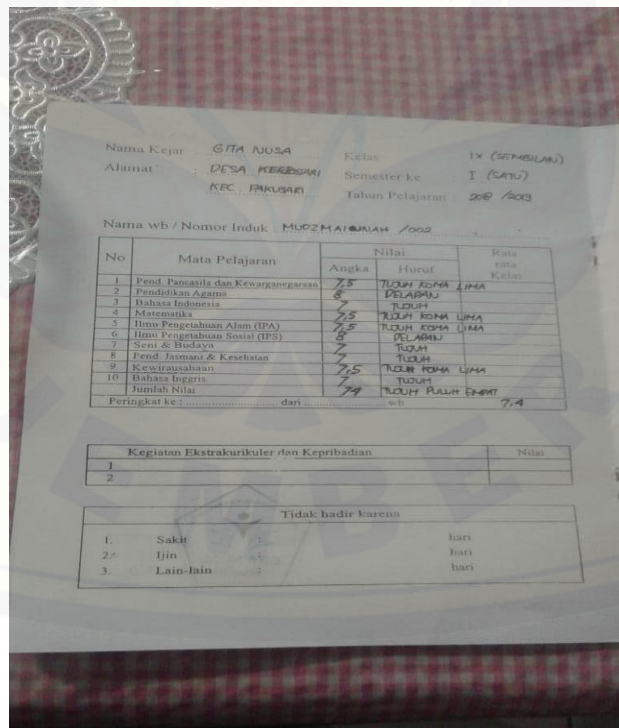 Nama Kejar GITA NUSA Kelas IX (SEMBILAN)
Alamat : DESA KERTOSARI Semester ke I (SATU)
KEC. PAKUSARI Tahun Pelajaran : /2019
Nama wb / Nomor Induk : /002
No Mata Pelajaran Nilai Rata rata Kelas
Angka Huruf
1 Pend. Pancasila dan Kewarganegaraan 7,5 TUJUH KOMA LIMA
2 Pendidikan Agama 8 DELAPAN
3 Bahasa Indonesia 7 TUJUH
4 Matematika 7,5 TUJUH KOMA LIMA
5 Ilmu Pengetahuan Alam (IPA) 7,5 TUJUH KOMA LIMA
6 Ilmu Pengetahuan Sosial (IPS) 8 DELAPAN
7 Seni & Budaya 7 TUJUH
8 Pend. Jasmani & Kesehatan 7 TUJUH
9 Kewirausahaan 7,5 TUJUH KOMA LIMA
10 Bahasa Inggris 7 TUJUH
Jumlah Nilai 74 TUJUH PULUH EMPAT
Peringkat ke : .................... dari .................... wb 7,4
Kegiatan Ekstrakurikuler dan Kepribadian Nilai
1
2
Tidak hadir karena
1. Sakit : hari
2. Ijin : hari
3. Lain-lain : hari